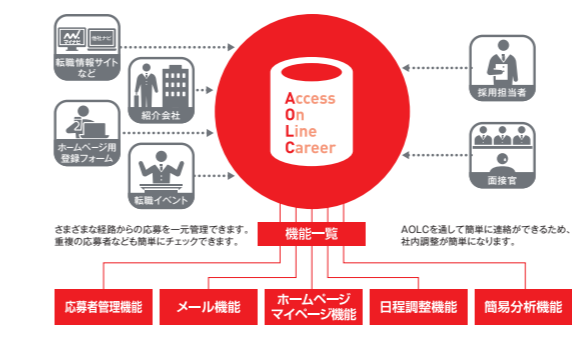 マイナビ
他社ナビ
転職情報サイト
など
紹介会社
ホームページ用
登録フォーム
転職イベント
Access
On
Line
Career
採用担当者
面接官
さまざまな経路からの応募を一元管理できます。
重複の応募者なども簡単にチェックできます。
機能一覧
AOLCを通して簡単に連絡ができるため、
社内調整が簡単になります。
応募者管理機能
メール機能
ホームページ
マイページ機能
日程調整機能
簡易分析機能